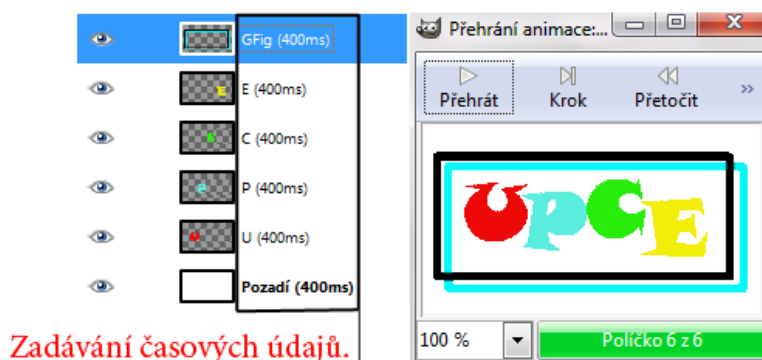 GFig (400ms)
E (400ms)
C (400ms)
P (400ms)
U (400ms)
Pozadí (400ms)
Zadávání časových údajů.
Přehrání animace:...
Přehrát Krok Přetočit »
UPCE
100 % Políčko 6 z 6